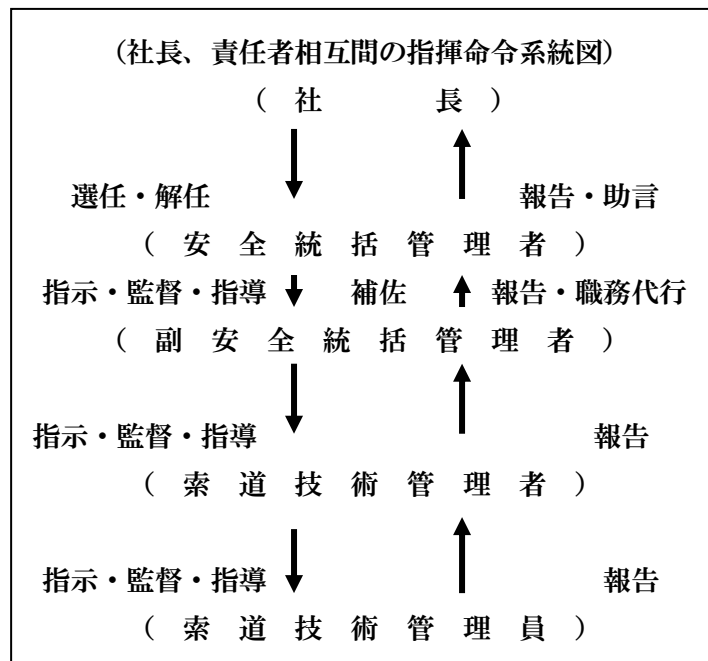 （社長、責任者相互間の指揮命令系統図）
（　社　　　　長　）
選任・解任　　　　　　　　　　　報告・助言
（　安　全　統　括　管　理　者　）
指示・監督・指導　　　補佐　　　報告・職務代行
（　副　安　全　統　括　管　理　者　）
指示・監督・指導　　　　　　　　　　　　報告
（　索　道　技　術　管　理　者　）
指示・監督・指導　　　　　　　　　　　　報告
（　索　道　技　術　管　理　員　）